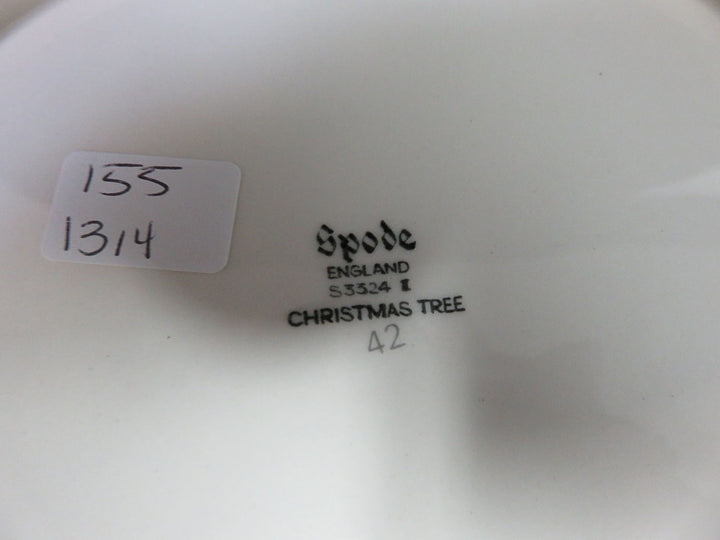 155
1314
Spode
ENGLAND
S3324 I
CHRISTMAS TREE
42